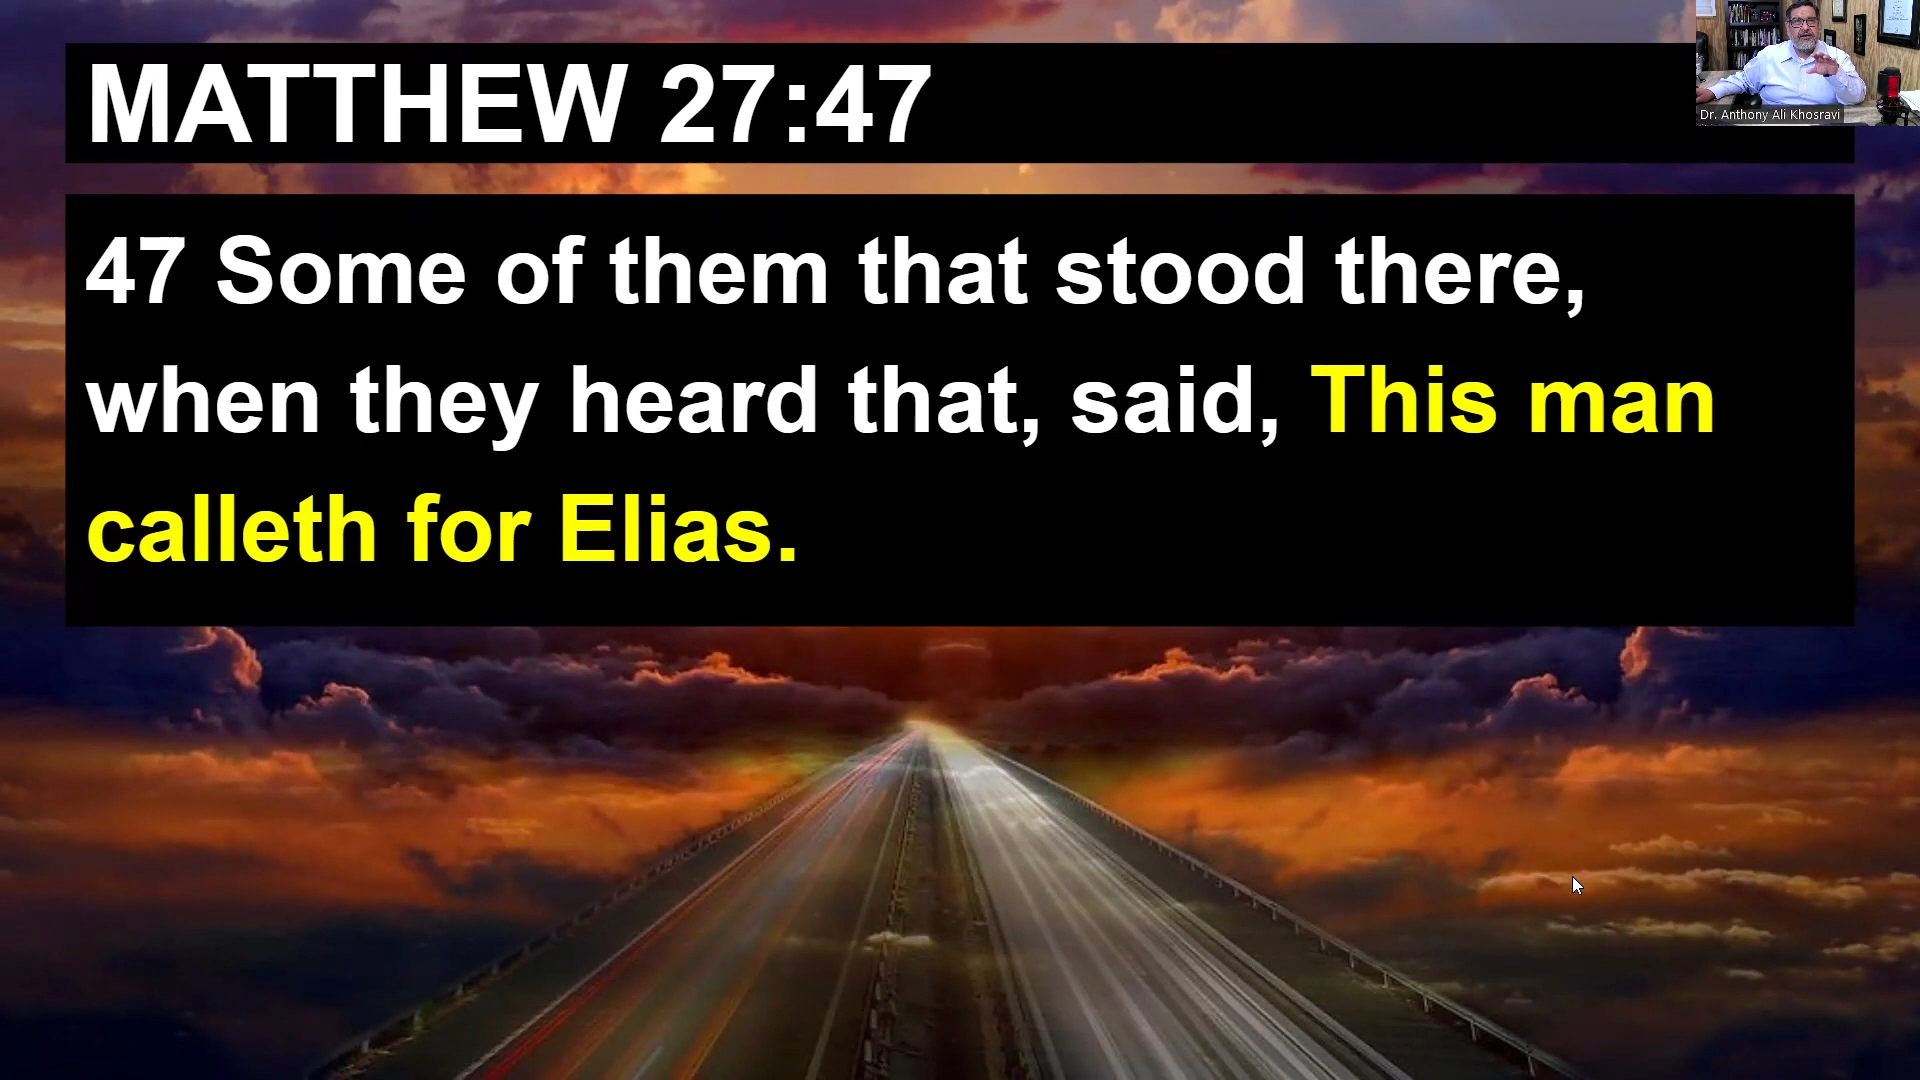 MATTHEW 27:47
Dr. Anthony Ali Khosravi
47 Some of them that stood there,
when they heard that, said, This man
calleth for Elias.